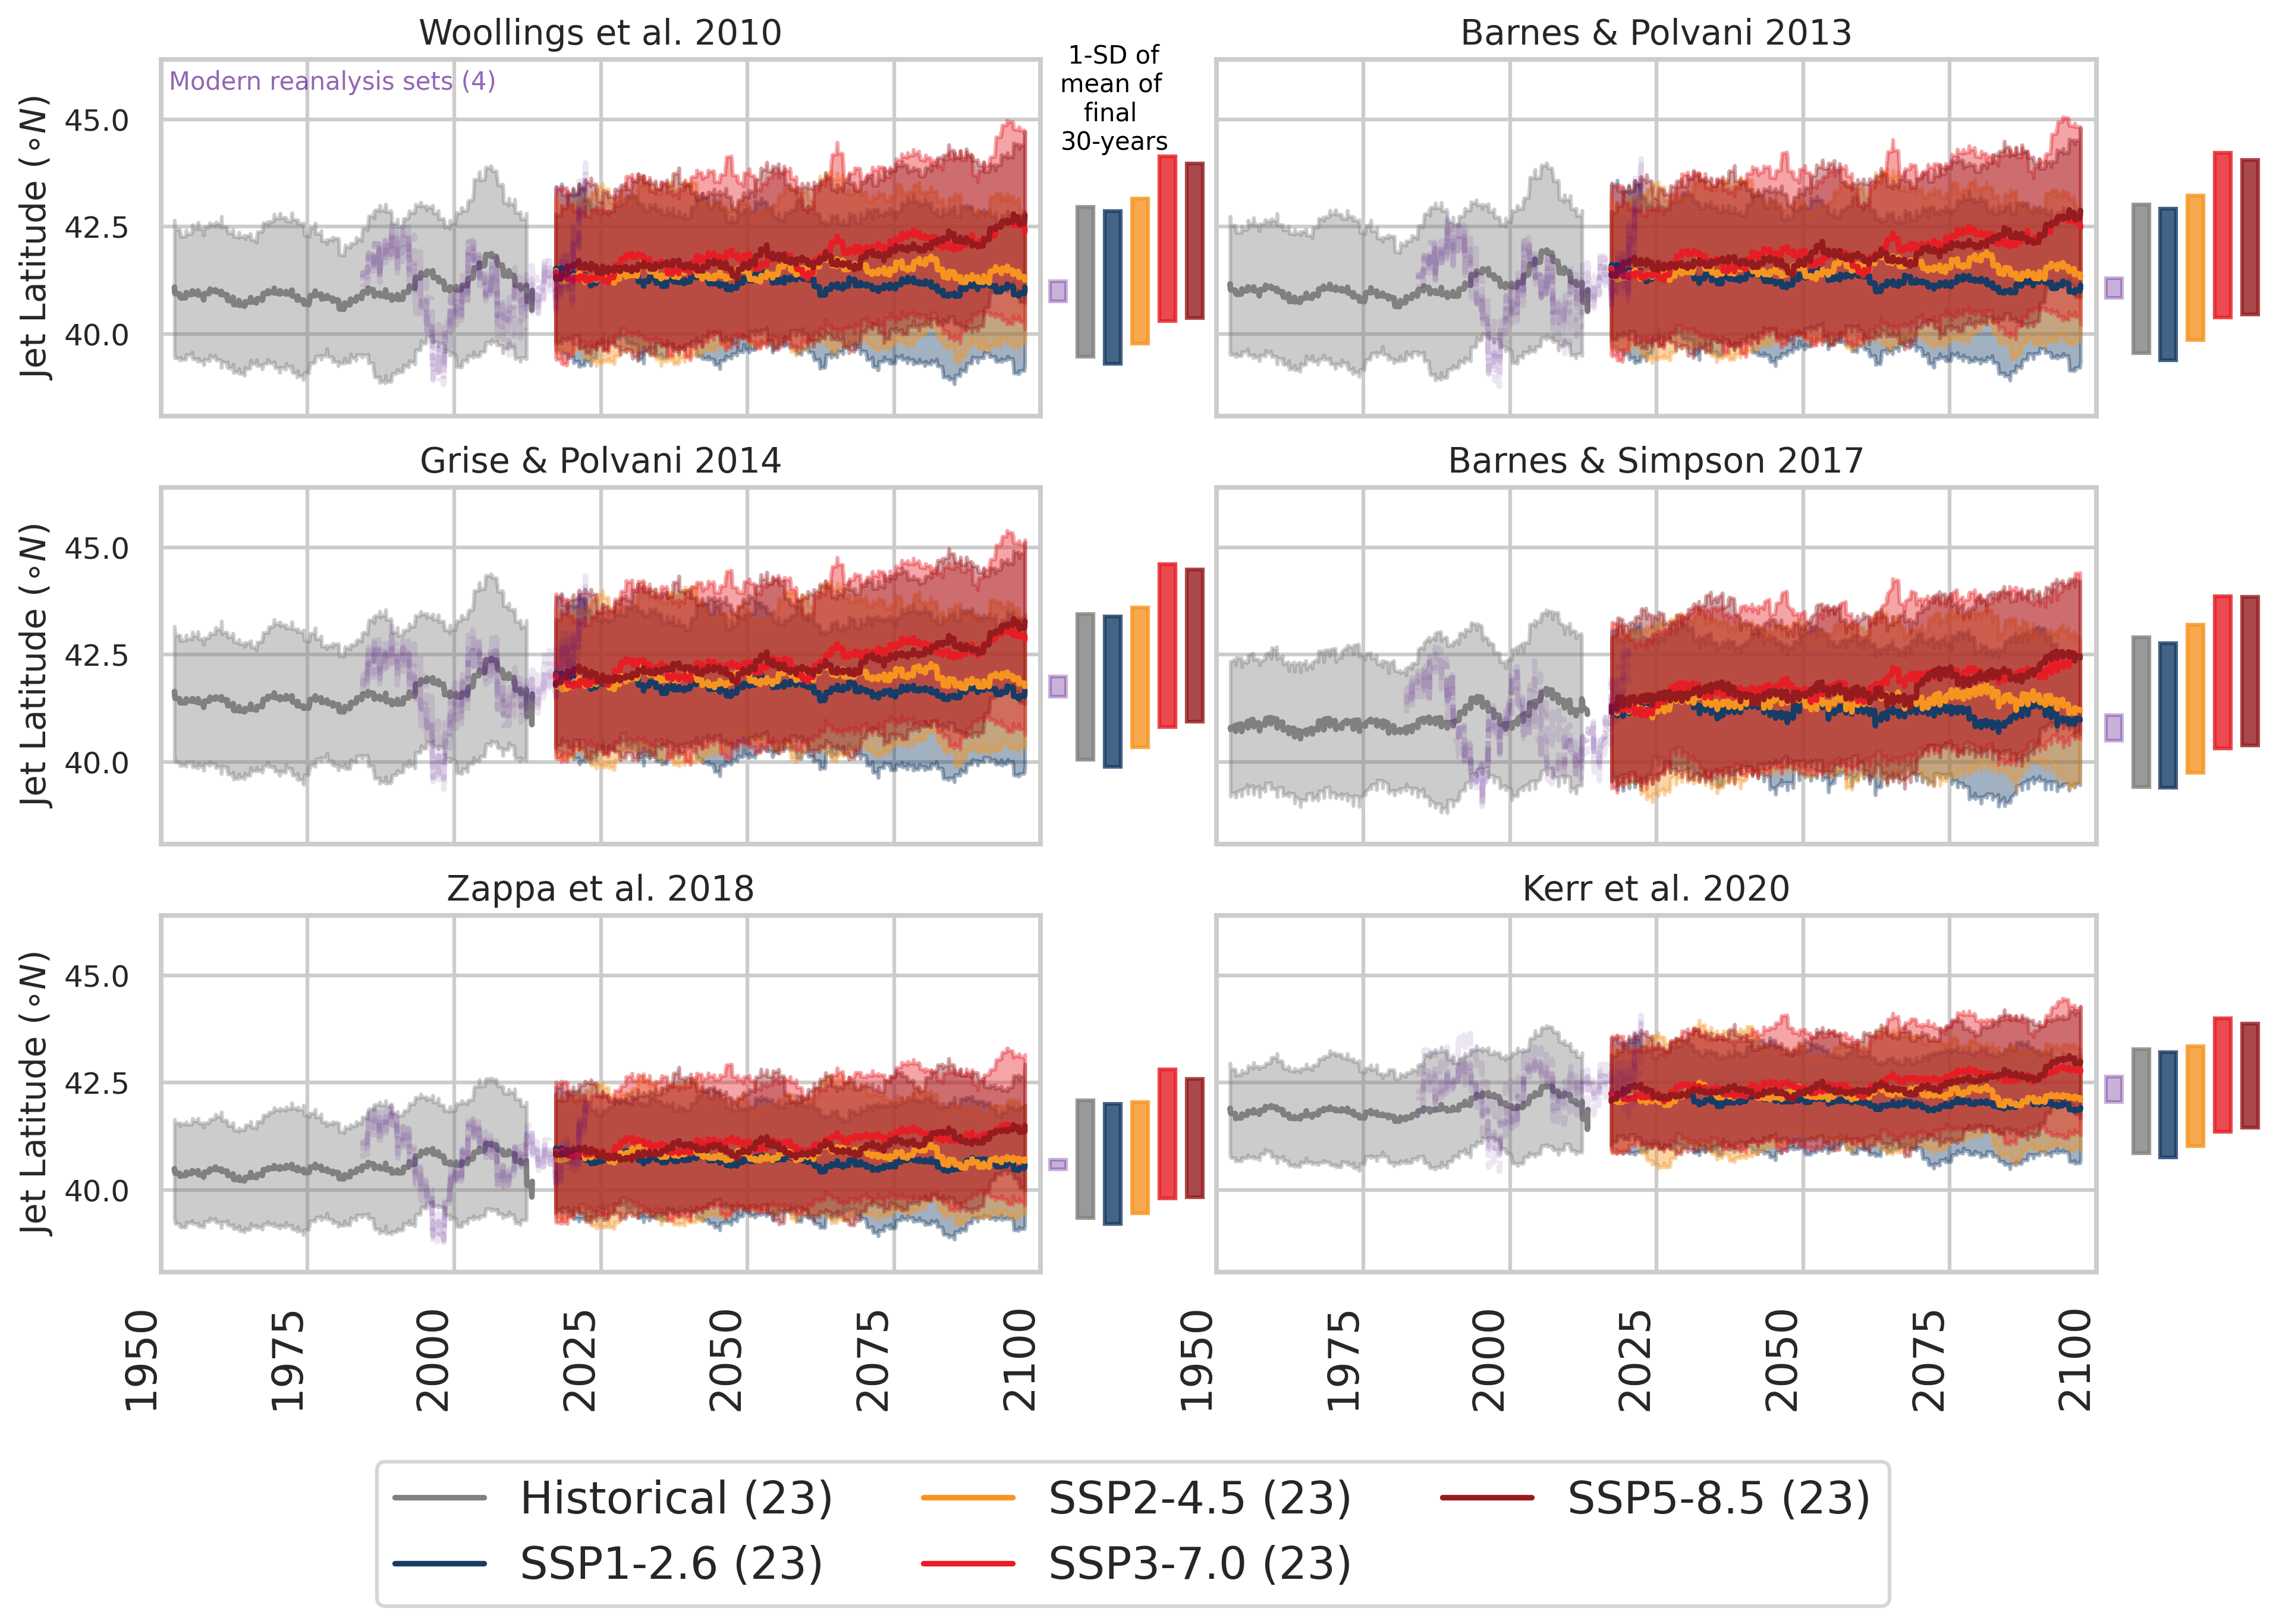 Woollings et al. 2010
Barnes & Polvani 2013
Modern reanalysis sets (4)
1-SD of
mean of
final
30-years
Jet Latitude (∘N)
45.0
42.5
40.0
Grise & Polvani 2014
Barnes & Simpson 2017
Jet Latitude (∘N)
45.0
42.5
40.0
Zappa et al. 2018
Kerr et al. 2020
Jet Latitude (∘N)
45.0
42.5
40.0
1950 1975 2000 2025 2050 2075 2100
1950 1975 2000 2025 2050 2075 2100
Historical (23)
SSP1-2.6 (23)
SSP2-4.5 (23)
SSP3-7.0 (23)
SSP5-8.5 (23)